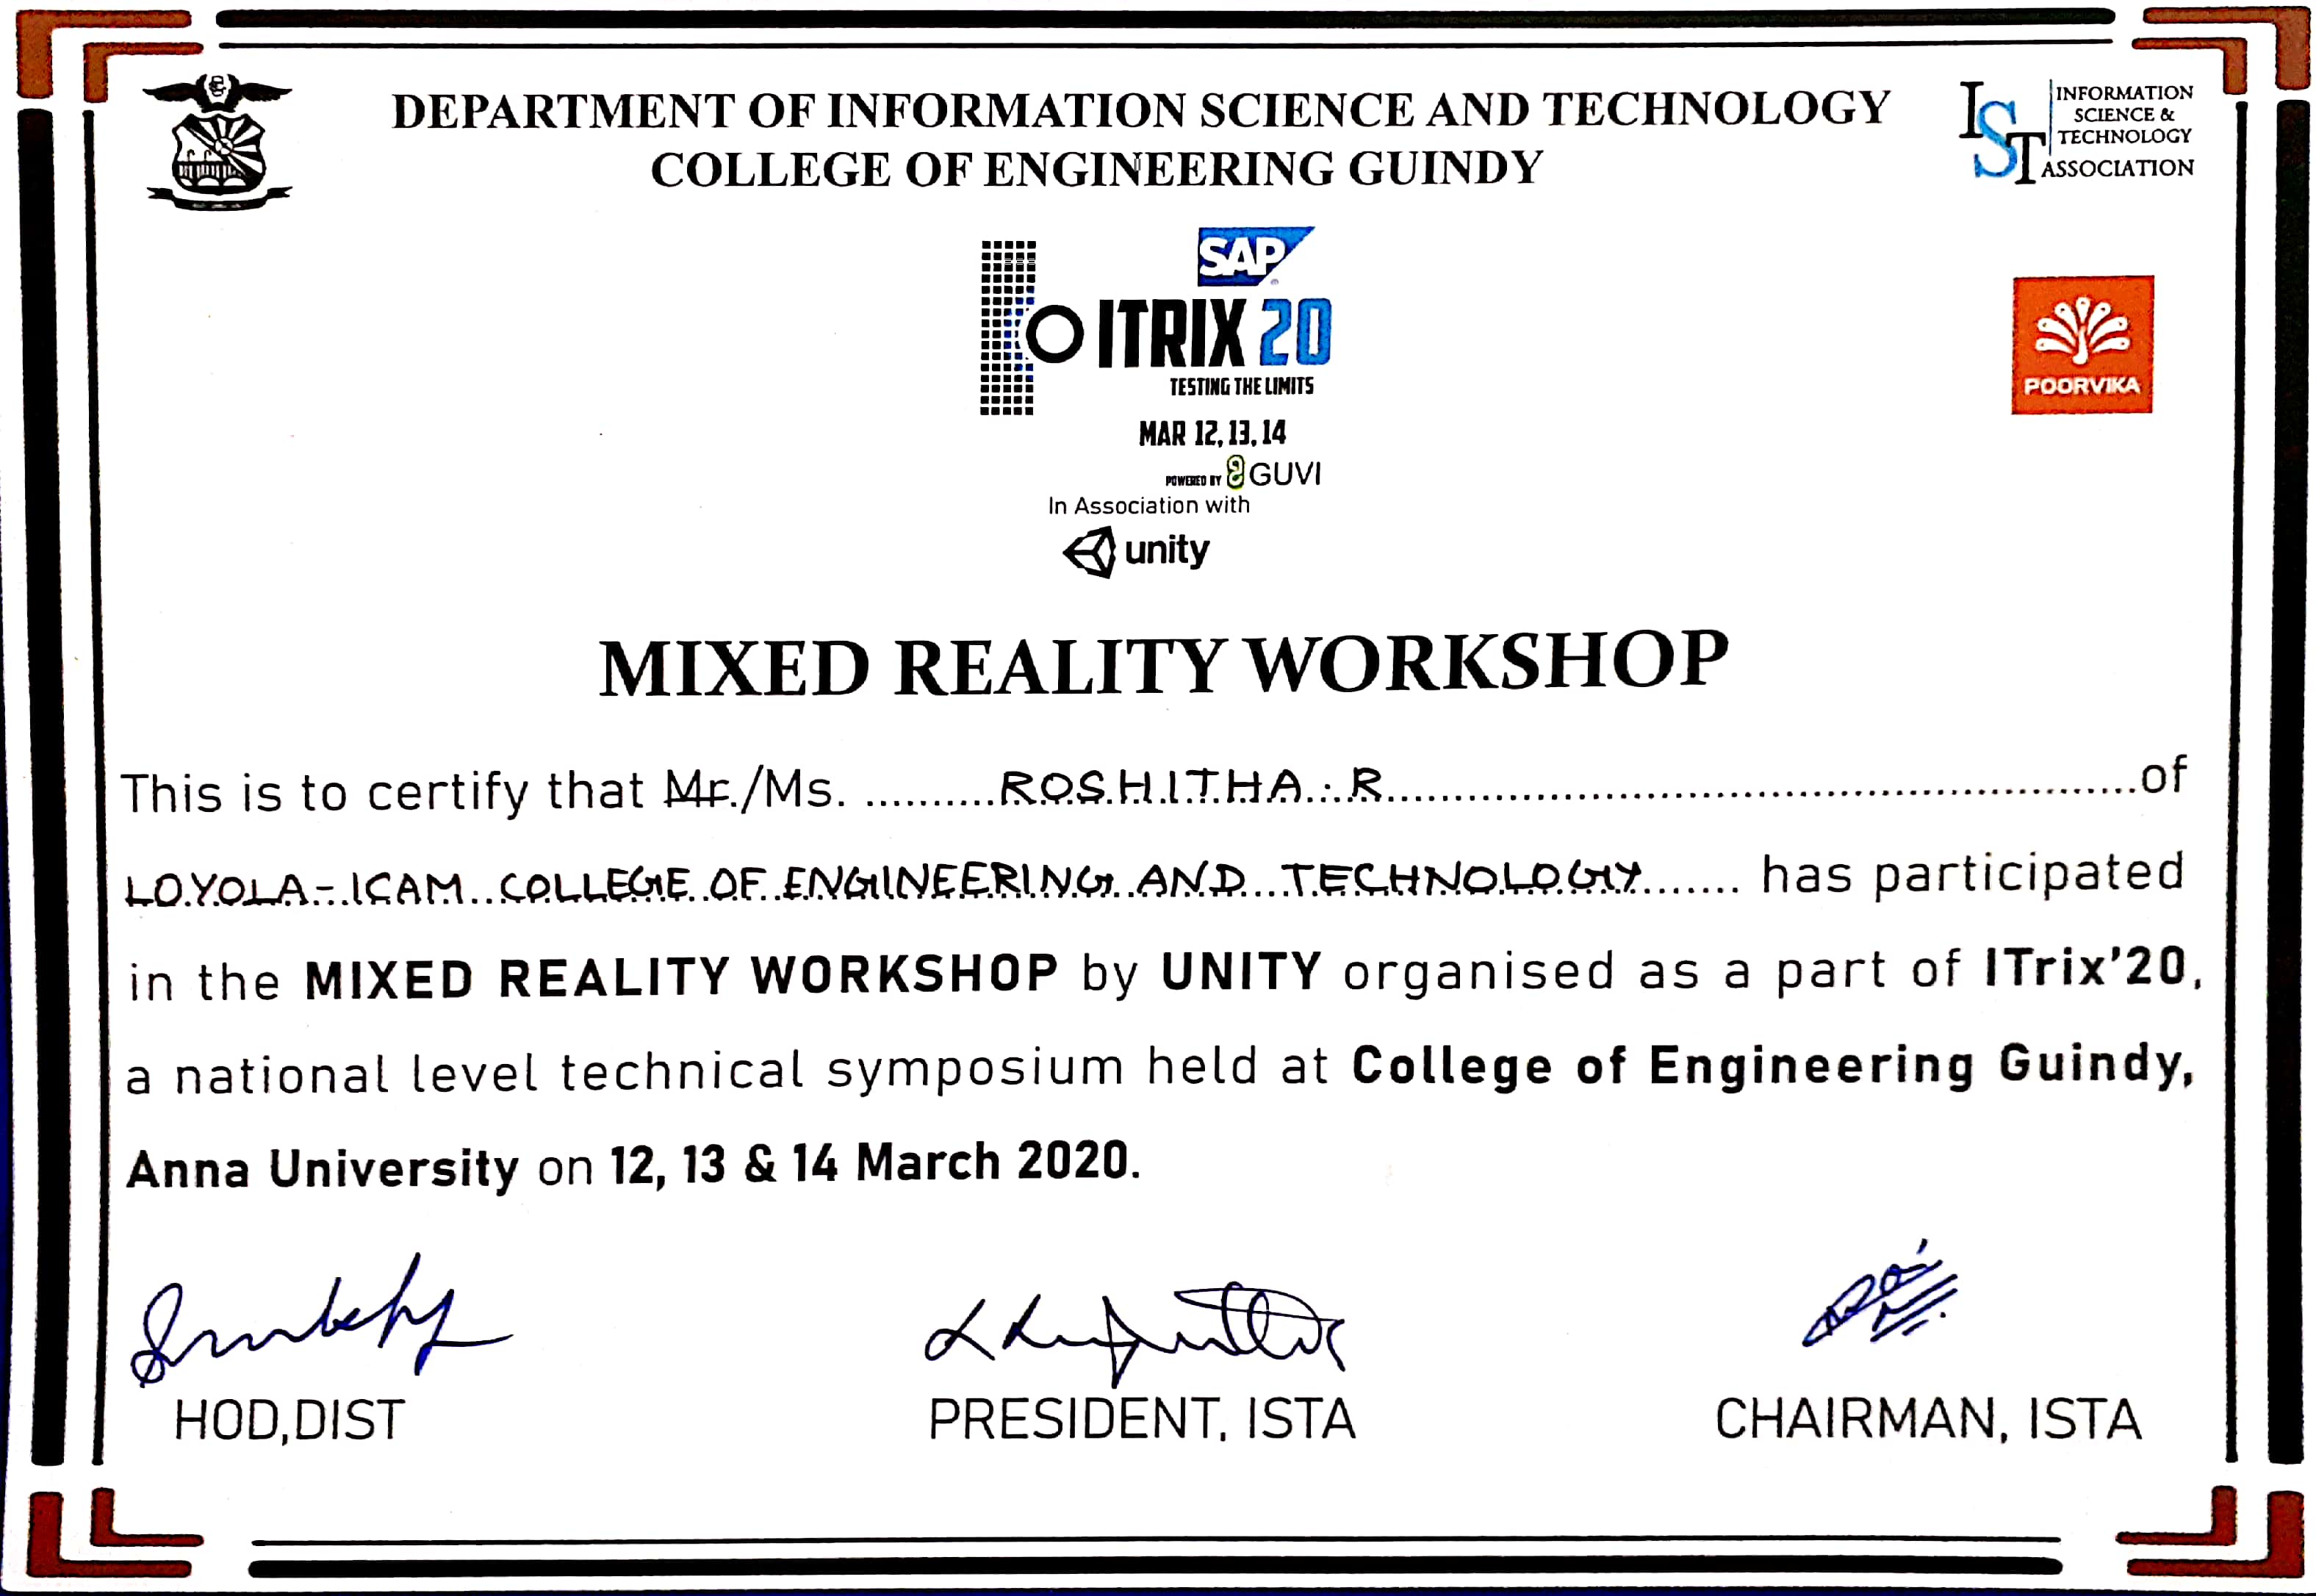 DEPARTMENT OF INFORMATION SCIENCE AND TECHNOLOGY
COLLEGE OF ENGINEERING GUINDY
INFORMATION
SCIENCE &
TECHNOLOGY
ASSOCIATION
IST
SAP
ITRIX 20
TESTING THE LIMITS
POORVIKA
MAR 12, 13, 14
POWERED BY GUVI
In Association with
unity
MIXED REALITY WORKSHOP
This is to certify that Mr./Ms. ROSHITHA . R of
LOYOLA-ICAM COLLEGE OF ENGINEERING AND TECHNOLOGY has participated
in the MIXED REALITY WORKSHOP by UNITY organised as a part of ITrix'20,
a national level technical symposium held at College of Engineering Guindy,
Anna University on 12, 13 & 14 March 2020.
HOD,DIST
PRESIDENT, ISTA
CHAIRMAN, ISTA